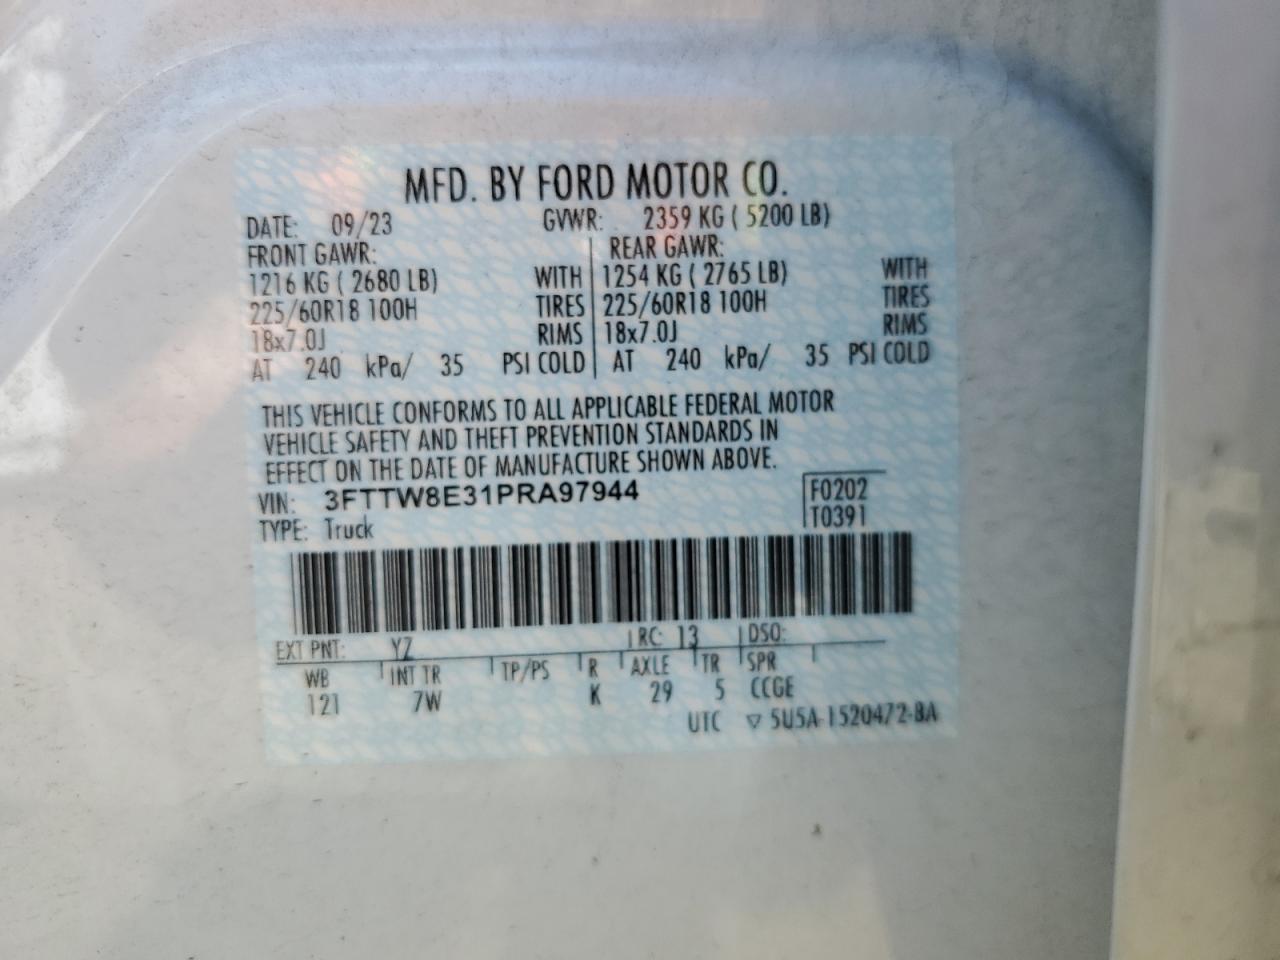 MFD. BY FORD MOTOR CO.
DATE: 09/23 GVWR: 2359 KG ( 5200 LB)
FRONT GAWR: REAR GAWR:
1216 KG ( 2680 LB) WITH 1254 KG ( 2765 LB) WITH
225/60R18 100H TIRES 225/60R18 100H TIRES
18x7.0J RIMS 18x7.0J RIMS
AT 240 kPa/ 35 PSI COLD AT 240 kPa/ 35 PSI COLD
THIS VEHICLE CONFORMS TO ALL APPLICABLE FEDERAL MOTOR
VEHICLE SAFETY AND THEFT PREVENTION STANDARDS IN
EFFECT ON THE DATE OF MANUFACTURE SHOWN ABOVE.
VIN: 3FTTW8E31PRA97944 F0202
TYPE: Truck T0391
EXT PNT: YZ RC: 13 DSO:
WB INT TR TP/PS R AXLE TR SPR
121 7W K 29 5 CCGE
UTC ▽ 5U5A-1520472-BA